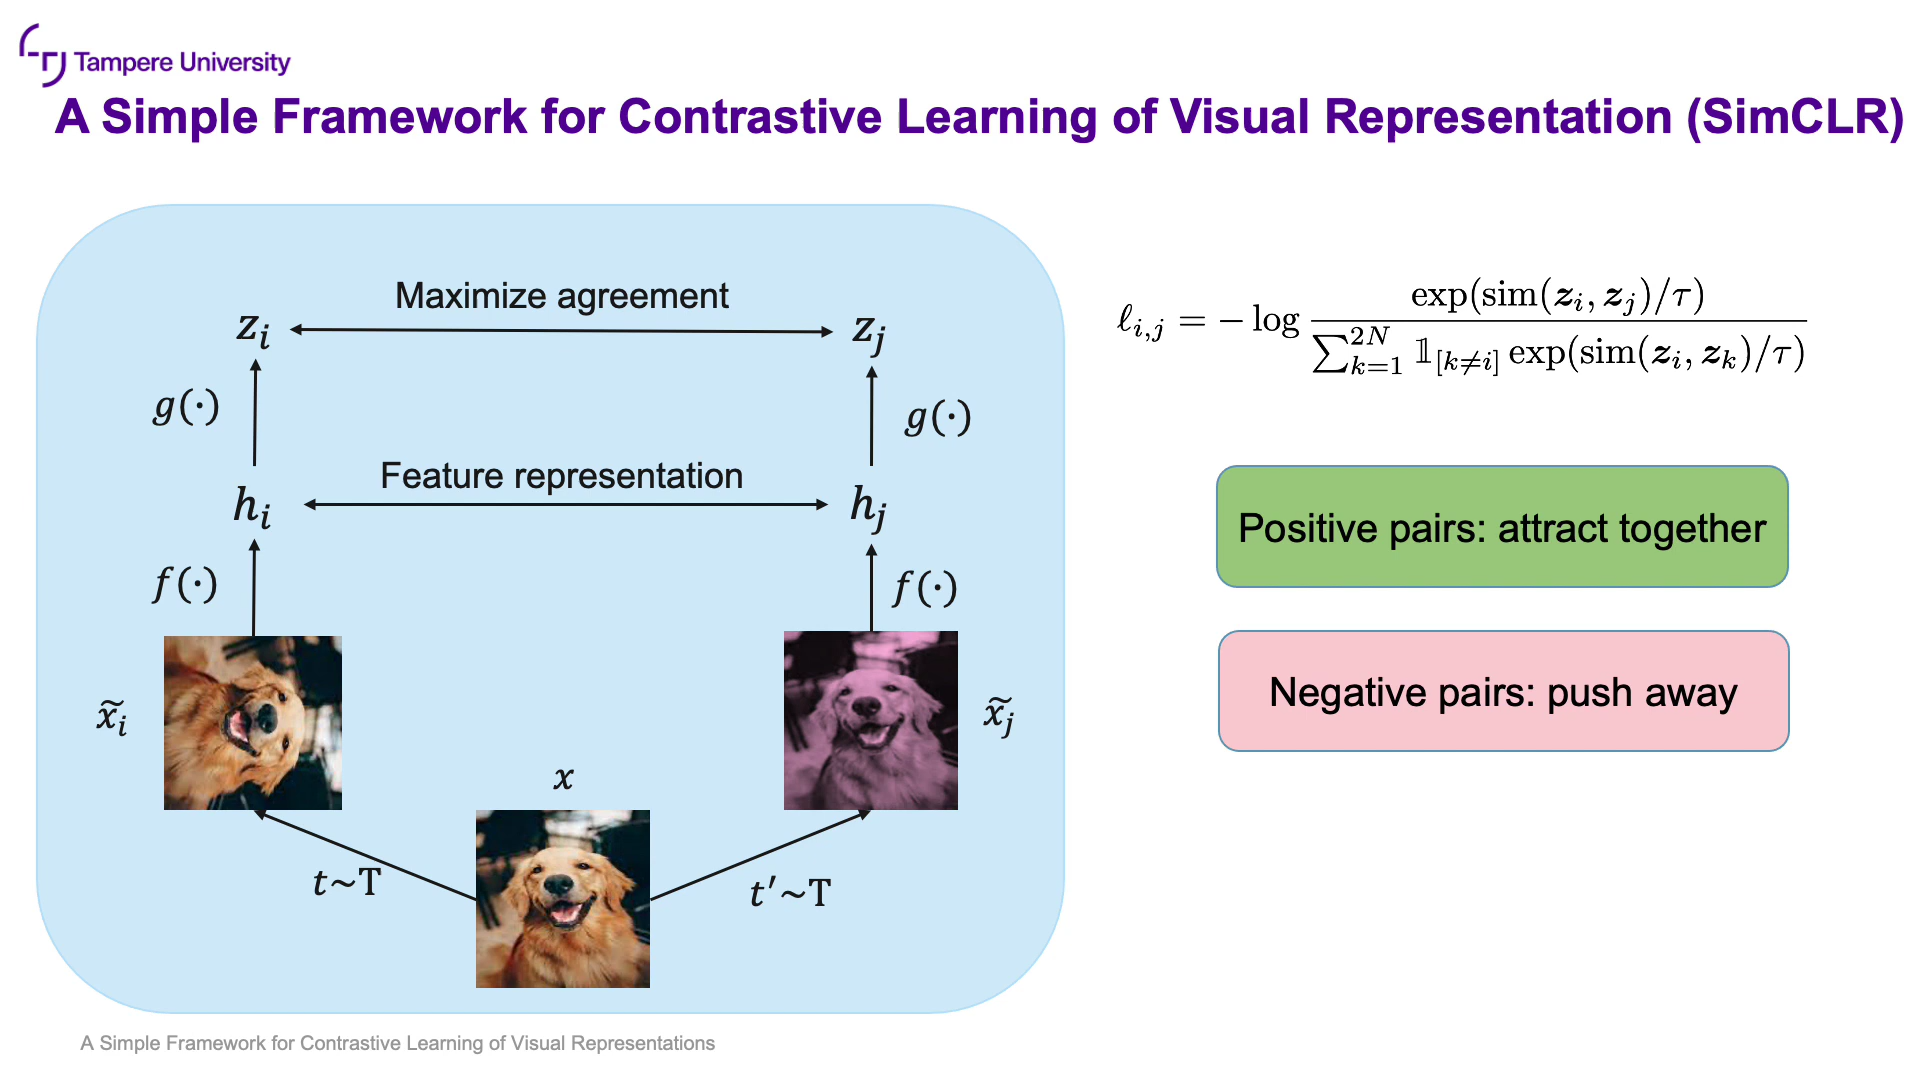 Tampere University
A Simple Framework for Contrastive Learning of Visual Representation (SimCLR)
Maximize agreement
z_i
z_j
g(·)
g(·)
Feature representation
h_i
h_j
f(·)
f(·)
x̃_i
x̃_j
x
t~T
t′~T
ℓ_{i,j} = − log exp(sim(z_i, z_j)/τ) / ∑_{k=1}^{2N} 𝟙_{[k≠i]} exp(sim(z_i, z_k)/τ)
Positive pairs: attract together
Negative pairs: push away
A Simple Framework for Contrastive Learning of Visual Representations